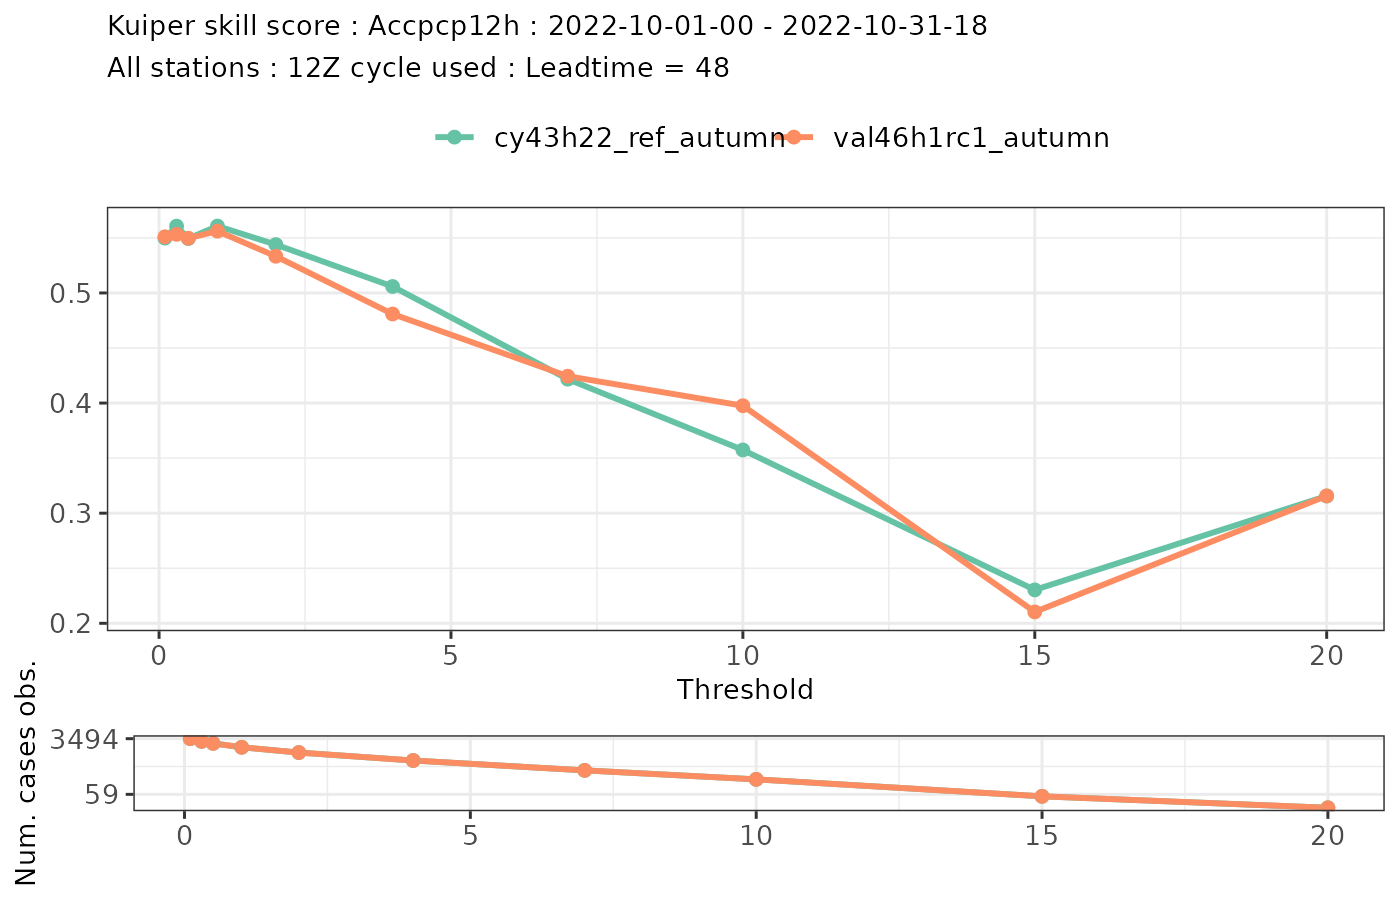 Kuiper skill score : Accpcp12h : 2022-10-01-00 - 2022-10-31-18
All stations : 12Z cycle used : Leadtime = 48
cy43h22_ref_autumn val46h1rc1_autumn
0.5
0.4
0.3
0.2
0 5 10 15 20
Threshold
Num. cases obs.
3494
59
0 5 10 15 20